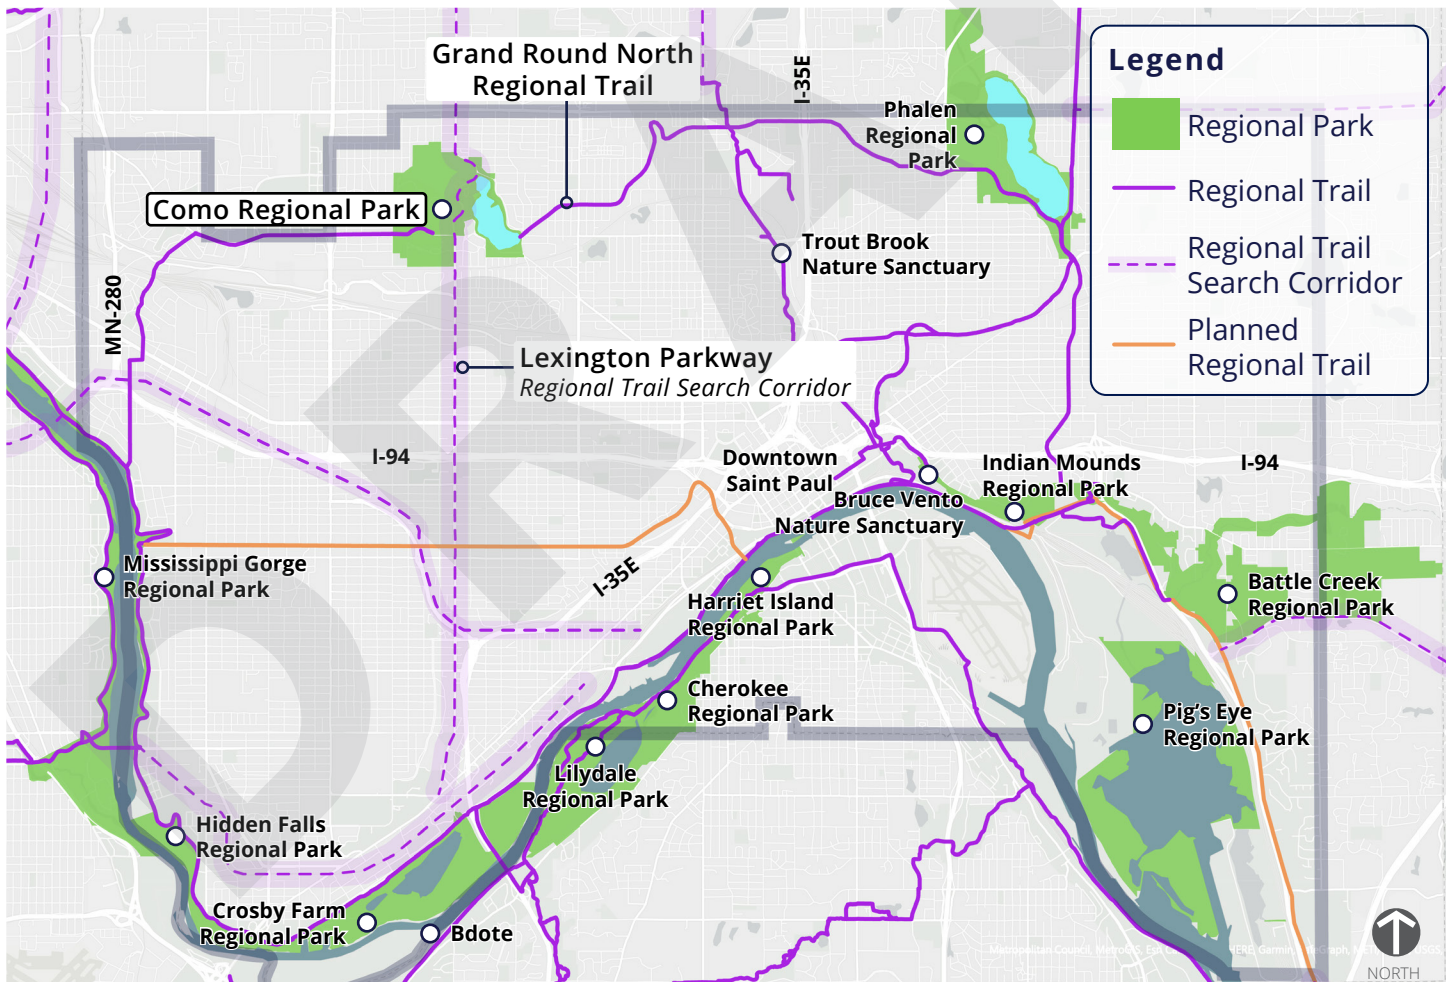 Grand Round North
Regional Trail
I-35E
Phalen
Regional
Park
Legend
Regional Park
Regional Trail
Regional Trail
Search Corridor
Planned
Regional Trail
Como Regional Park
Trout Brook
Nature Sanctuary
MN-280
Lexington Parkway
Regional Trail Search Corridor
I-94
Downtown
Saint Paul
Bruce Vento
Nature Sanctuary
Indian Mounds
Regional Park
I-94
Mississippi Gorge
Regional Park
I-35E
Harriet Island
Regional Park
Battle Creek
Regional Park
Cherokee
Regional Park
Pig's Eye
Regional Park
Lilydale
Regional Park
Hidden Falls
Regional Park
Crosby Farm
Regional Park
Bdote
Metropolitan Council, MetroGIS,
NORTH
DRA